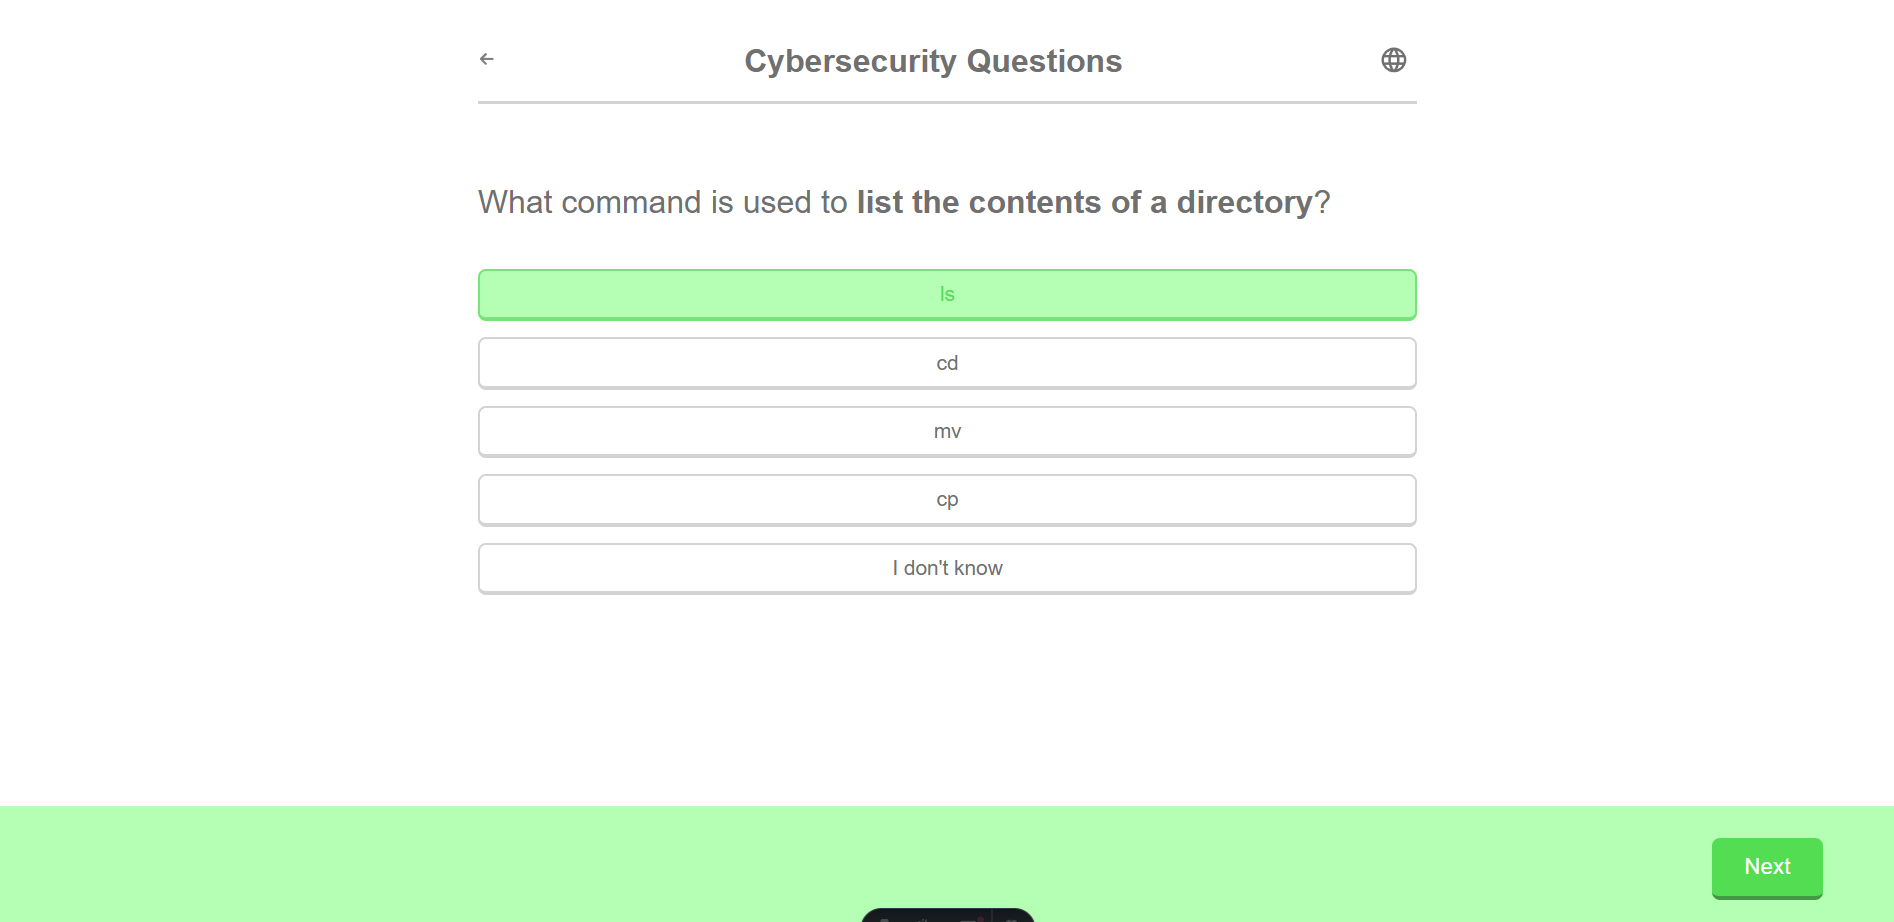 Cybersecurity Questions
What command is used to list the contents of a directory?
ls
cd
mv
cp
I don't know
Next